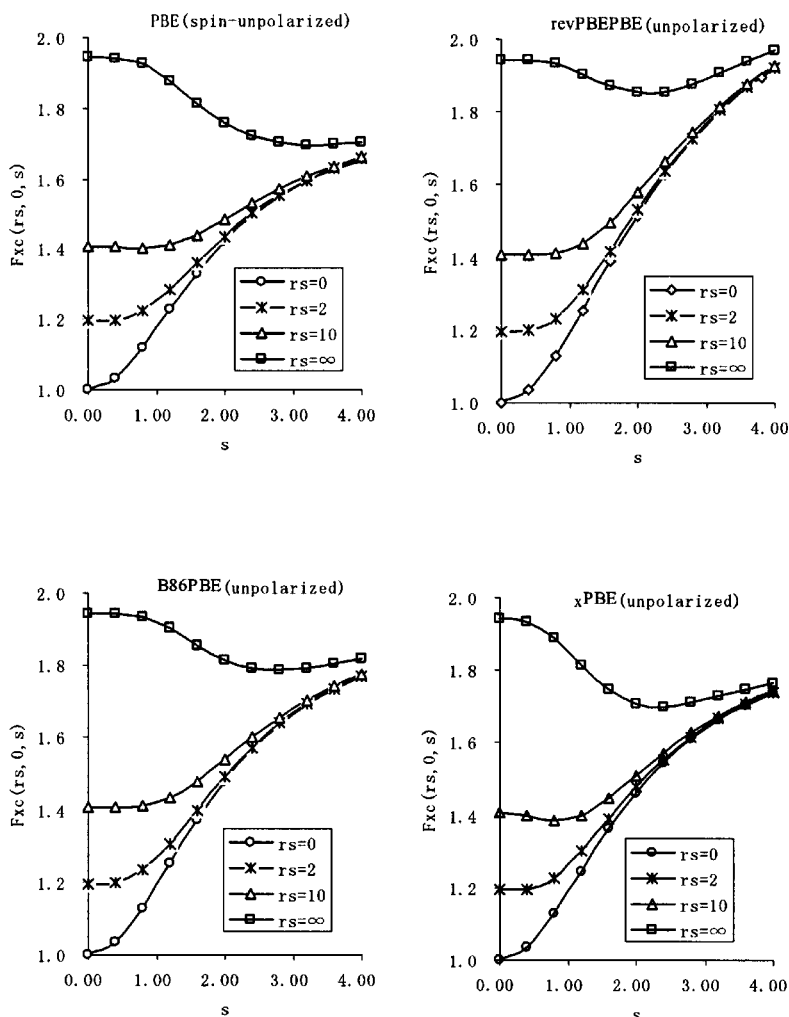 PBE(spin-unpolarized)
2.0
1.8
1.6
1.4
1.2
1.0
Fxc(rs, 0, s)
0.00 1.00 2.00 3.00 4.00
s
rs=0
rs=2
rs=10
rs=∞
revPBEPBE(unpolarized)
2.0
1.8
1.6
1.4
1.2
1.0
Fxc(rs, 0, s)
0.00 1.00 2.00 3.00 4.00
s
rs=0
rs=2
rs=10
rs=∞
B86PBE(unpolarized)
2.0
1.8
1.6
1.4
1.2
1.0
Fxc(rs, 0, s)
0.00 1.00 2.00 3.00 4.00
s
rs=0
rs=2
rs=10
rs=∞
xPBE(unpolarized)
2.0
1.8
1.6
1.4
1.2
1.0
Fxc(rs, 0, s)
0.00 1.00 2.00 3.00 4.00
s
rs=0
rs=2
rs=10
rs=∞